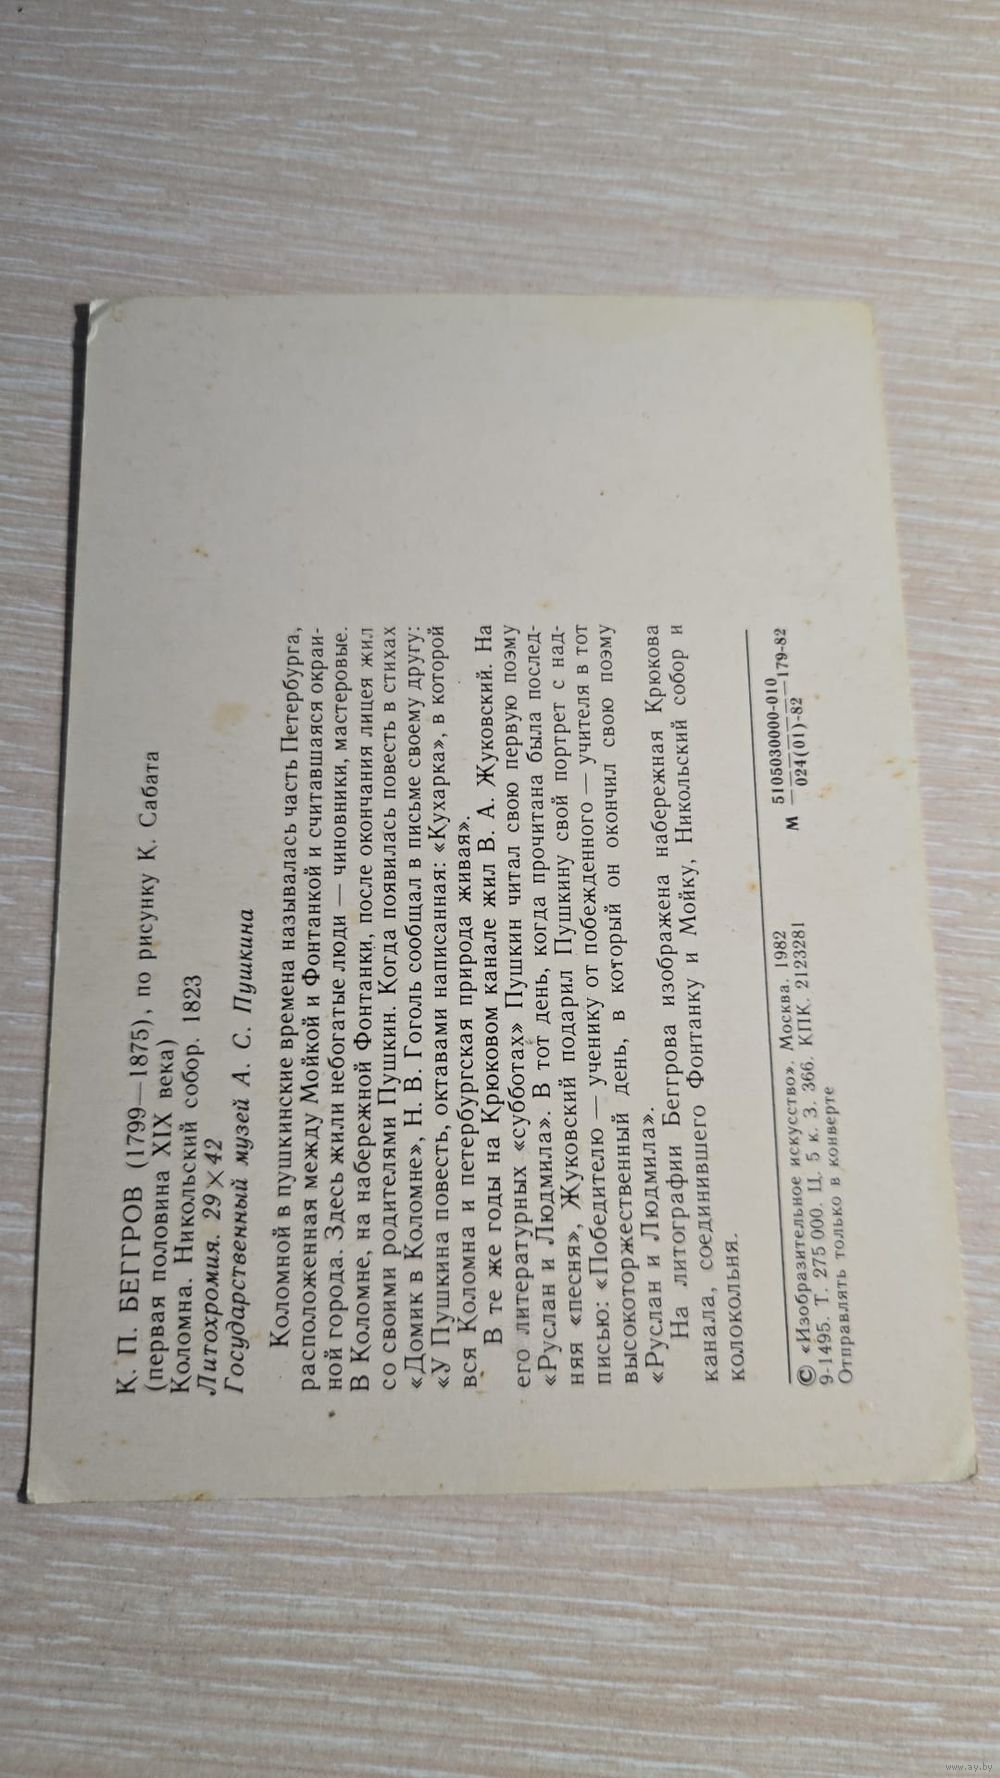 К. П. БЕГГРОВ (1799—1875), по рисунку К. Сабата
(первая половина XIX века)
Коломна. Никольский собор. 1823
Литохромия. 29×42
Государственный музей А. С. Пушкина
Коломной в пушкинские времена называлась часть Петербурга,
расположенная между Мойкой и Фонтанкой и считавшаяся окраи-
ной города. Здесь жили небогатые люди — чиновники, мастеровые.
В Коломне, на набережной Фонтанки, после окончания лицея жил
со своими родителями Пушкин. Когда появилась повесть в стихах
«Домик в Коломне», Н. В. Гоголь сообщал в письме своему другу:
«У Пушкина повесть, октавами написанная: «Кухарка», в которой
вся Коломна и петербургская природа живая».
В те же годы на Крюковом канале жил В. А. Жуковский. На
его литературных «субботах» Пушкин читал свою первую поэму
«Руслан и Людмила». В тот день, когда прочитана была послед-
няя «песня», Жуковский подарил Пушкину свой портрет с над-
писью: «Победителю — ученику от побежденного — учителя в тот
высокоторжественный день, в который он окончил свою поэму
«Руслан и Людмила».
На литографии Беггрова изображена набережная Крюкова
канала, соединившего Фонтанку и Мойку, Никольский собор и
колокольня.
© «Изобразительное искусство». Москва. 1982
9-1495. Т. 275 000. Ц. 5 к. З. 366. КПК. 2123281
Отправлять только в конверте
М 5105030000-010
024(01)-82 —179-82
www.ay.by